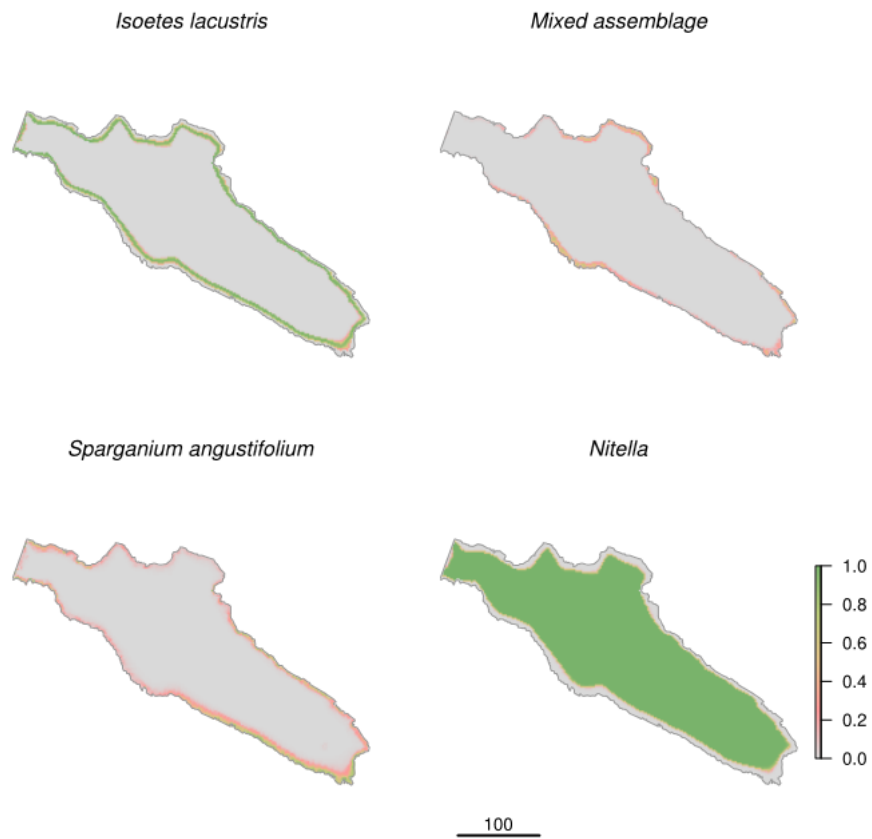 Isoetes lacustris
Mixed assemblage
Sparganium angustifolium
Nitella
1.0
0.8
0.6
0.4
0.2
0.0
100